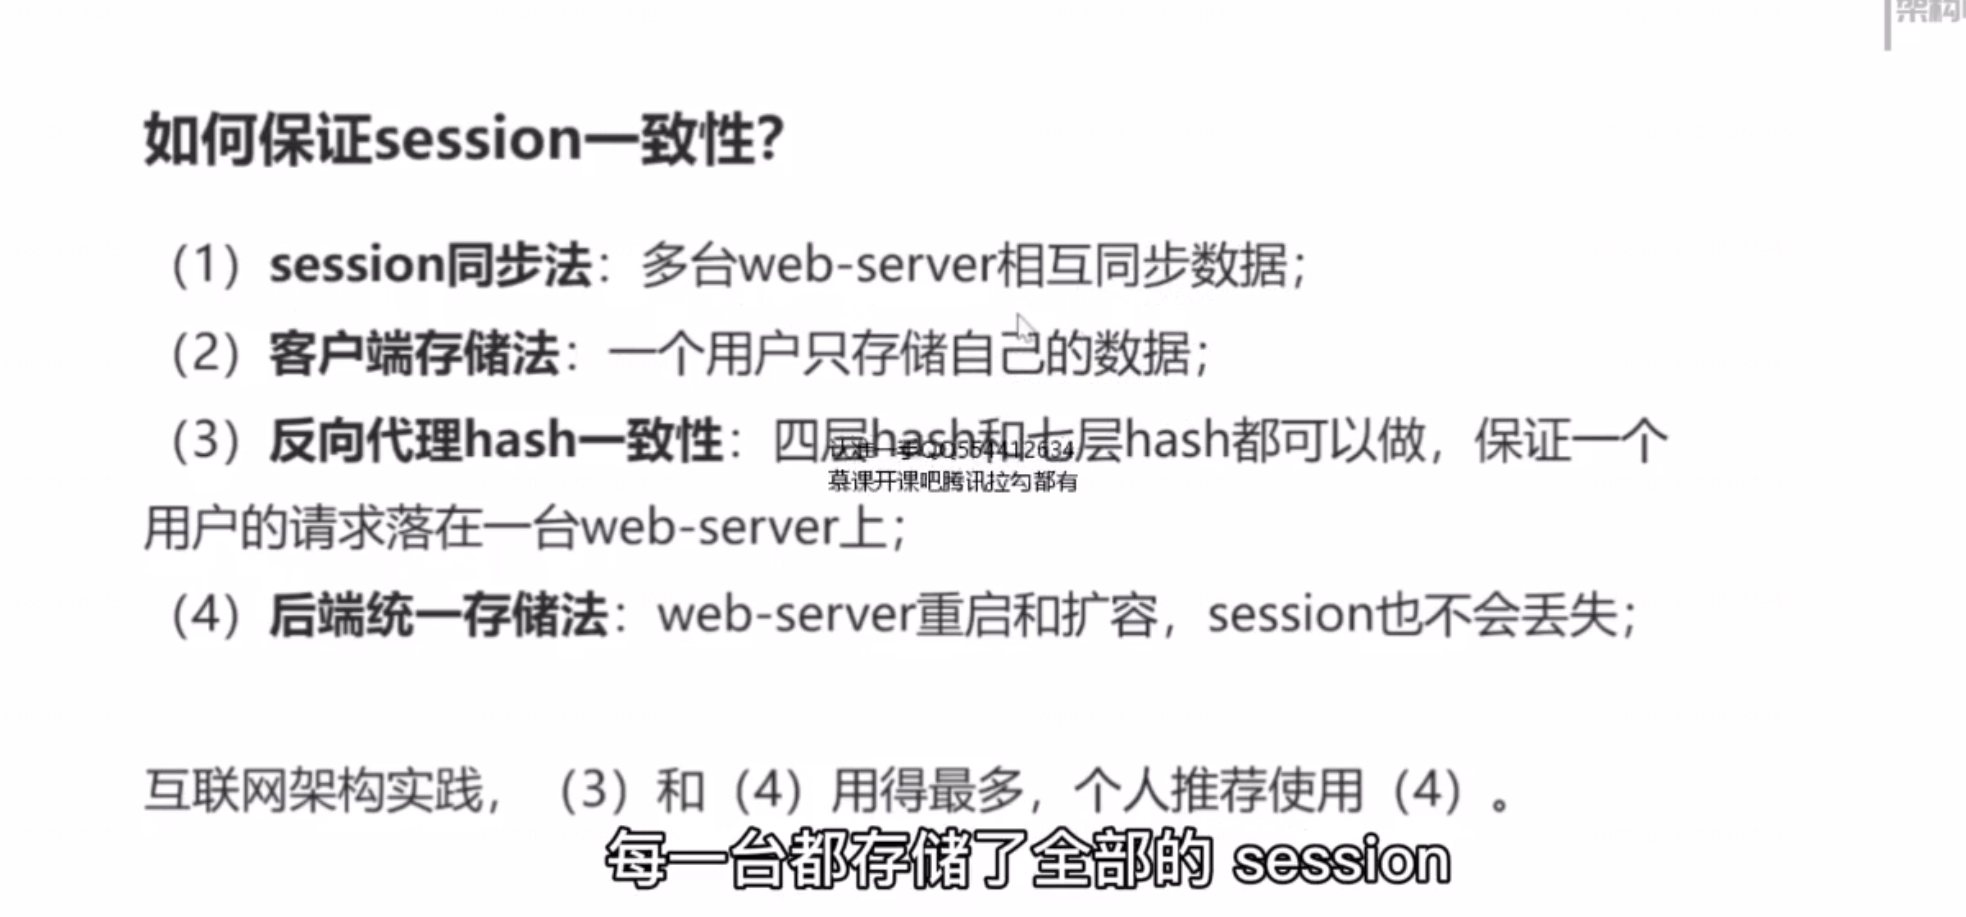 架构
如何保证session一致性？
（1）session同步法：多台web-server相互同步数据；
（2）客户端存储法：一个用户只存储自己的数据；
（3）反向代理hash一致性：四层hash和七层hash都可以做，保证一个
QQ554412634
慕课开课吧腾讯拉勾都有
用户的请求落在一台web-server上；
（4）后端统一存储法：web-server重启和扩容，session也不会丢失；
互联网架构实践，（3）和（4）用得最多，个人推荐使用（4）。
每一台都存储了全部的 session